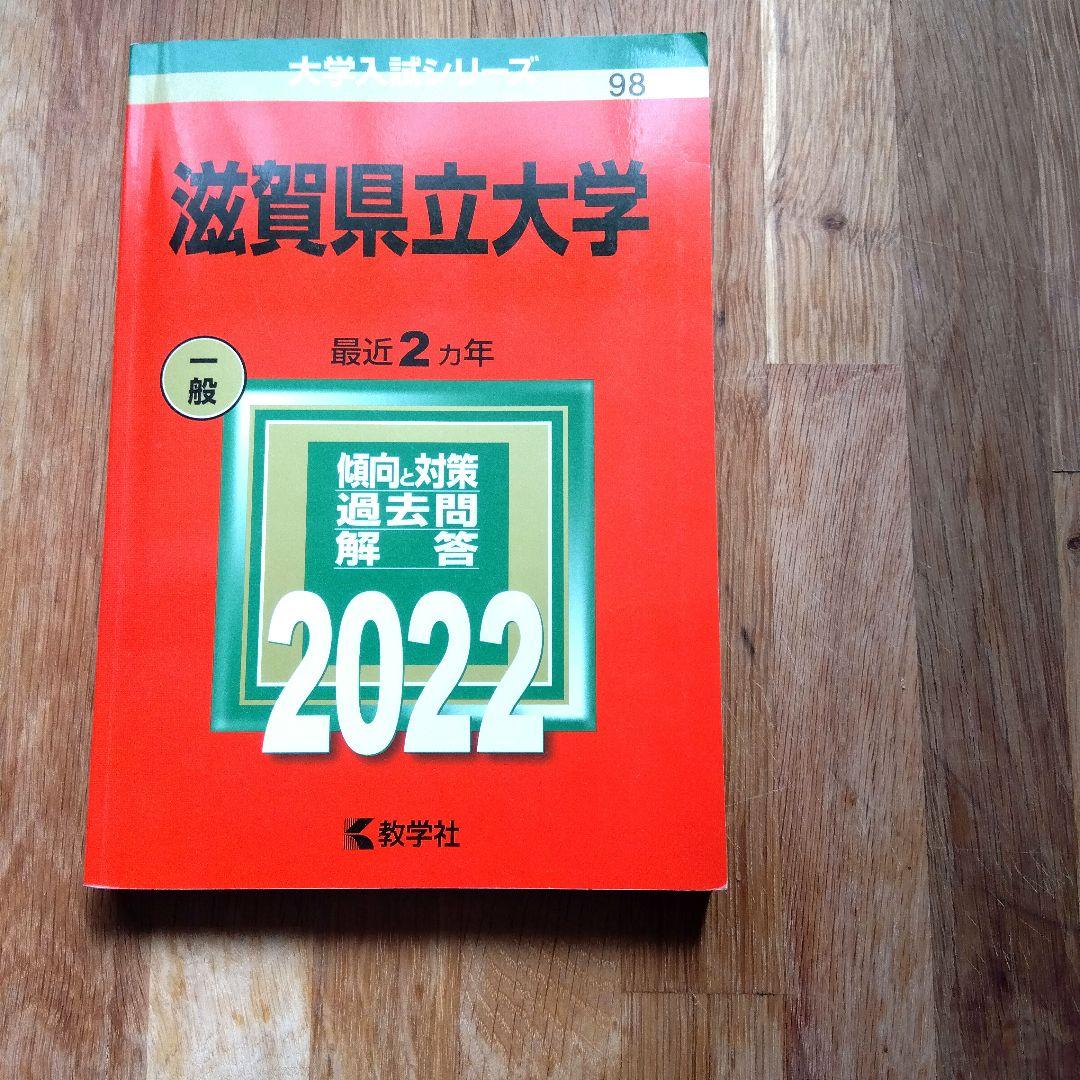 大学入試シリーズ
98
滋賀県立大学
最近2カ年
一
般
傾向と対策
過去問
解答
2022
教学社